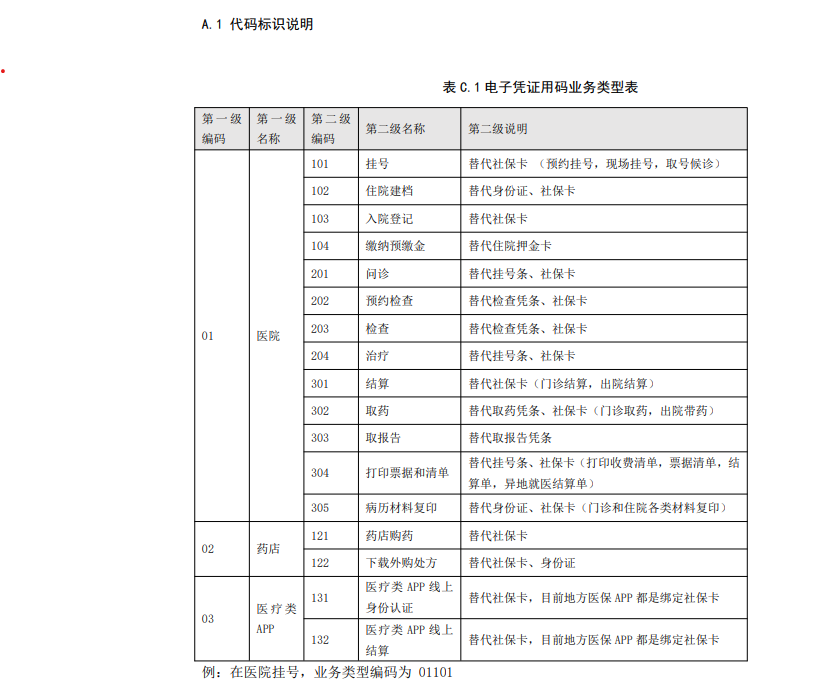 A.1 代码标识说明
表 C.1 电子凭证用码业务类型表
第一级编码 第一级名称 第二级编码 第二级名称 第二级说明
01 医院 101 挂号 替代社保卡 （预约挂号，现场挂号，取号候诊）
102 住院建档 替代身份证、社保卡
103 入院登记 替代社保卡
104 缴纳预缴金 替代住院押金卡
201 问诊 替代挂号条、社保卡
202 预约检查 替代检查凭条、社保卡
203 检查 替代检查凭条、社保卡
204 治疗 替代挂号条、社保卡
301 结算 替代社保卡（门诊结算，出院结算）
302 取药 替代取药凭条、社保卡（门诊取药，出院带药）
303 取报告 替代取报告凭条
304 打印票据和清单 替代挂号条、社保卡（打印收费清单，票据清单，结
算单，异地就医结算单）
305 病历材料复印 替代身份证、社保卡（门诊和住院各类材料复印）
02 药店 121 药店购药 替代社保卡
122 下载外购处方 替代社保卡、身份证
03 医疗类APP 131 医疗类 APP 线上
身份认证 替代社保卡，目前地方医保 APP 都是绑定社保卡
132 医疗类 APP 线上
结算 替代社保卡，目前地方医保 APP 都是绑定社保卡
例：在医院挂号，业务类型编码为 01101